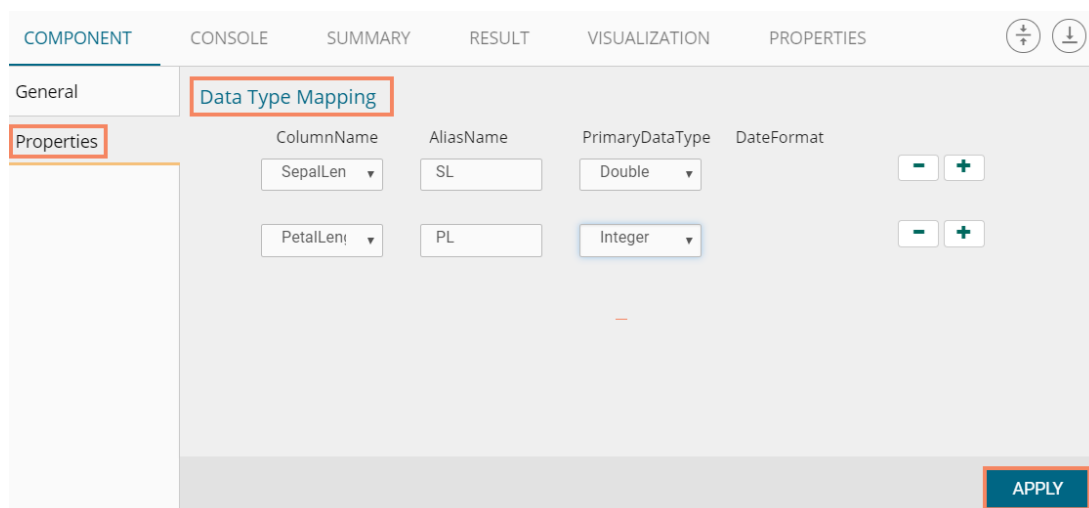 COMPONENT CONSOLE SUMMARY RESULT VISUALIZATION PROPERTIES
General
Data Type Mapping
Properties
ColumnName AliasName PrimaryDataType DateFormat
SepalLen SL Double
PetalLeng PL Integer
APPLY